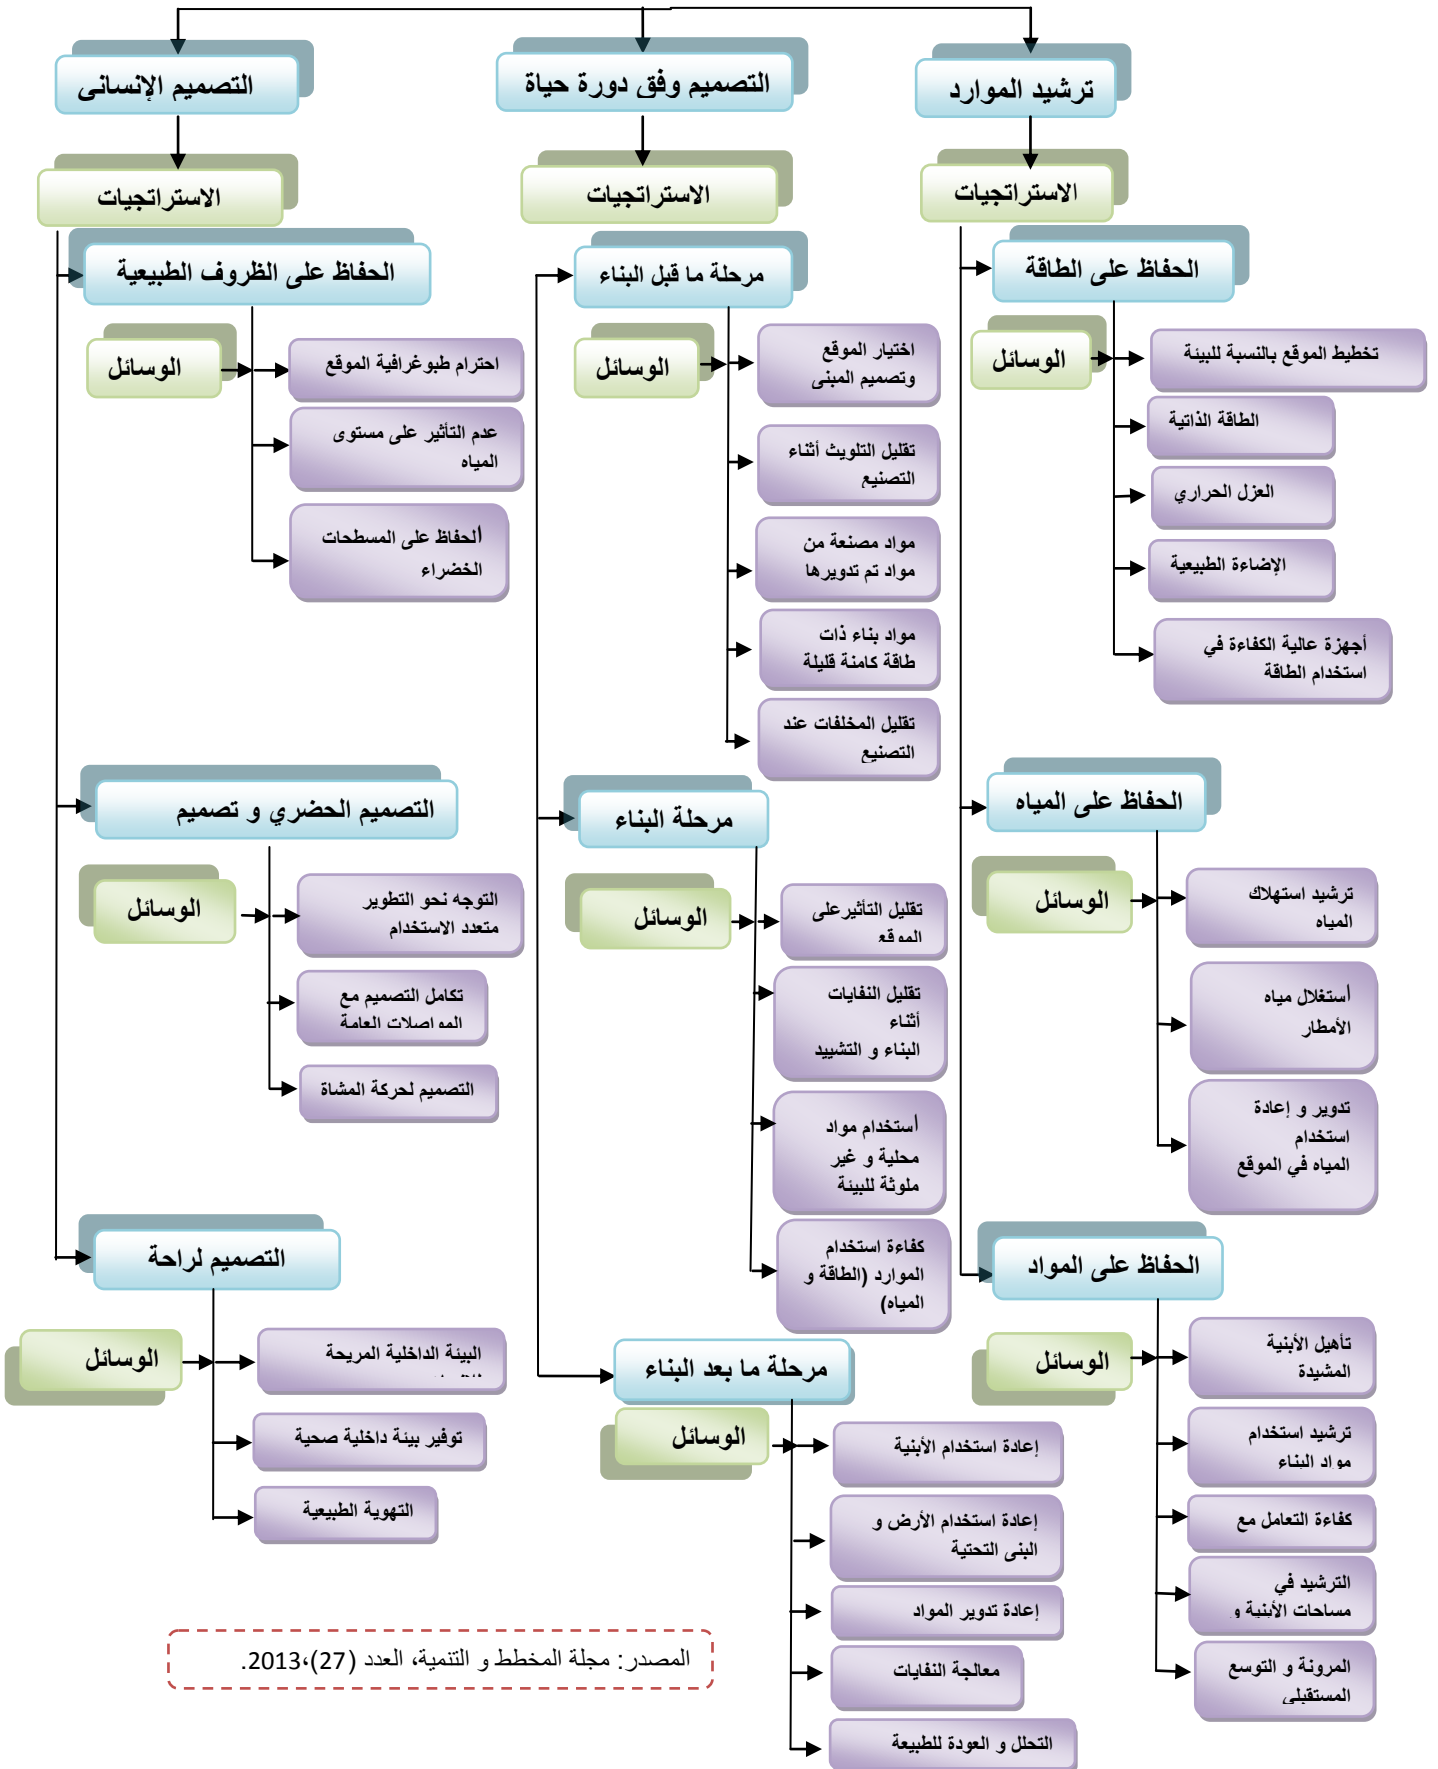 ترشيد الموارد
الاستراتجيات
الحفاظ على الطاقة
الوسائل
تخطيط الموقع بالنسبة للبيئة
الطاقة الذاتية
العزل الحراري
الإضاءة الطبيعية
أجهزة عالية الكفاءة في
استخدام الطاقة
الحفاظ على المياه
الوسائل
ترشيد استهلاك
المياه
أستغلال مياه
الأمطار
تدوير و إعادة
استخدام
المياه في الموقع
الحفاظ على المواد
الوسائل
تأهيل الأبنية
المشيدة
ترشيد استخدام
مواد البناء
كفاءة التعامل مع
الترشيد في
مساحات الأبنية و
المرونة و التوسع
المستقبلي
التصميم وفق دورة حياة
الاستراتجيات
مرحلة ما قبل البناء
الوسائل
اختيار الموقع
وتصميم المبنى
تقليل التلويث أثناء
التصنيع
مواد مصنعة من
مواد تم تدويرها
مواد بناء ذات
طاقة كامنة قليلة
تقليل المخلفات عند
التصنيع
مرحلة البناء
الوسائل
تقليل التأثيرعلى
الموقع
تقليل النفايات
أثناء
البناء و التشييد
أستخدام مواد
محلية و غير
ملوثة للبيئة
كفاءة استخدام
الموارد (الطاقة و
المياه)
مرحلة ما بعد البناء
الوسائل
إعادة استخدام الأبنية
إعادة استخدام الأرض و
البنى التحتية
إعادة تدوير المواد
معالجة النفايات
التحلل و العودة للطبيعة
التصميم الإنساني
الاستراتجيات
الحفاظ على الظروف الطبيعية
الوسائل
احترام طبوغرافية الموقع
عدم التأثير على مستوى
المياه
ألحفاظ على المسطحات
الخضراء
التصميم الحضري و تصميم
الوسائل
التوجه نحو التطوير
متعدد الاستخدام
تكامل التصميم مع
المواصلات العامة
التصميم لحركة المشاة
التصميم لراحة
الوسائل
البيئة الداخلية المريحة
توفير بيئة داخلية صحية
التهوية الطبيعية
المصدر: مجلة المخطط و التنمية، العدد (27)،2013.